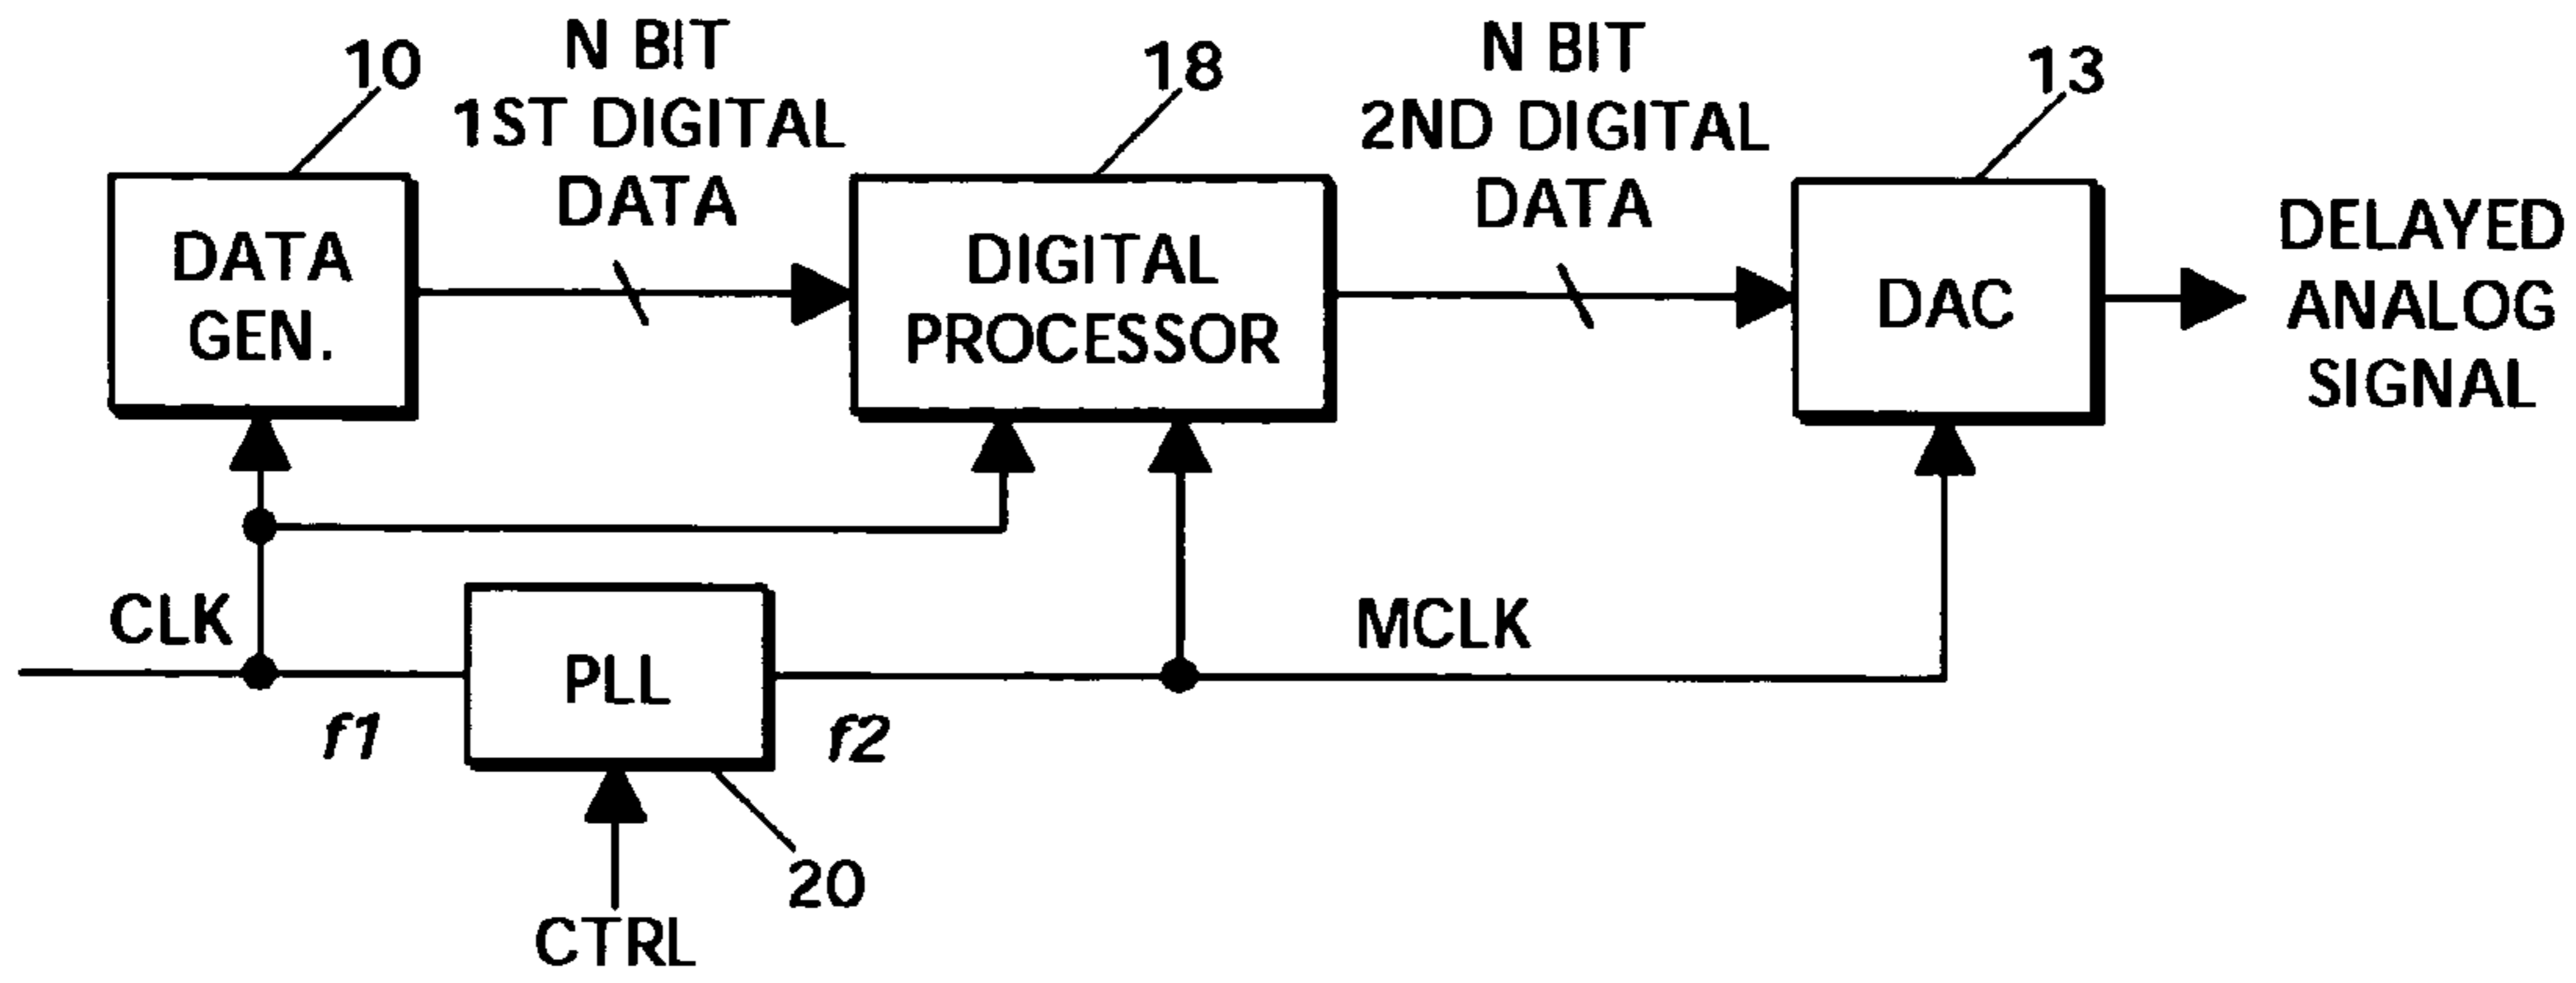 10
N BIT
1ST DIGITAL
DATA
18
N BIT
2ND DIGITAL
DATA
13
DATA
GEN.
DIGITAL
PROCESSOR
DAC
DELAYED
ANALOG
SIGNAL
CLK
PLL
MCLK
f1
f2
20
CTRL